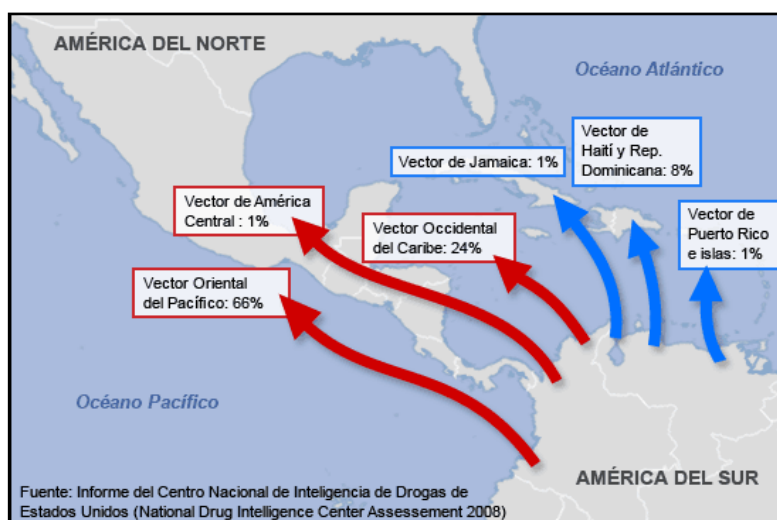 AMÉRICA DEL NORTE
Océano Atlántico
Vector de
Haití y Rep.
Dominicana: 8%
Vector de Jamaica: 1%
Vector de América
Central : 1%
Vector Occidental
del Caribe: 24%
Vector de
Puerto Rico
e islas: 1%
Vector Oriental
del Pacífico: 66%
Océano Pacífico
AMÉRICA DEL SUR
Fuente: Informe del Centro Nacional de Inteligencia de Drogas de
Estados Unidos (National Drug Intelligence Center Assessement 2008)